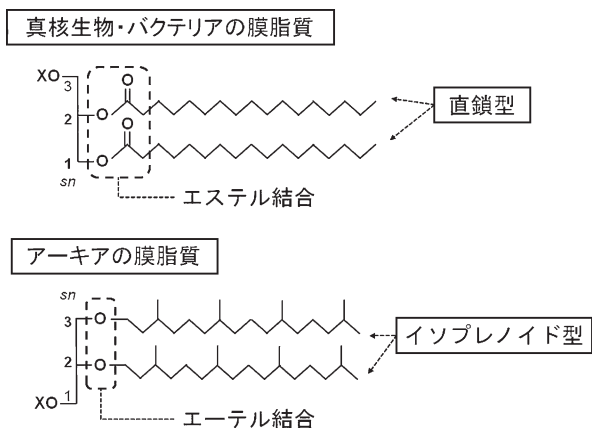 真核生物・バクテリアの膜脂質
XO
3
O
2
O
直鎖型
O
1
O
sn
エステル結合
アーキアの膜脂質
sn
3
O
イソプレノイド型
2
O
XO
1
エーテル結合